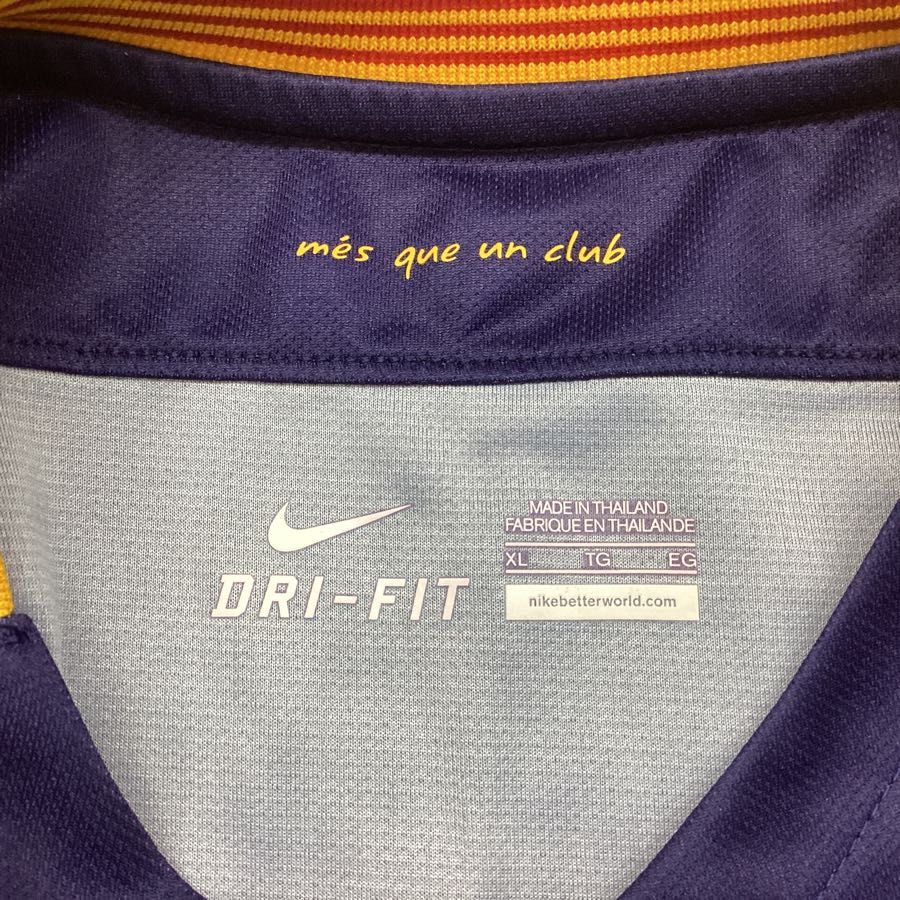 més que un club
DRI-FIT
MADE IN THAILAND
FABRIQUE EN THAILANDE
XL TG EG
nikebetterworld.com